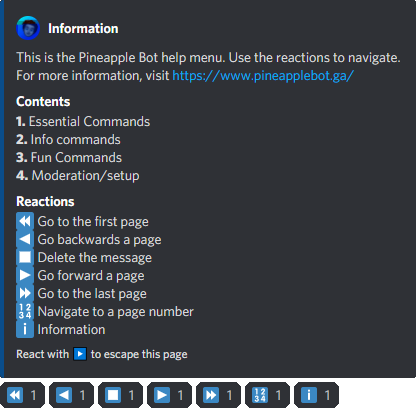 Information
This is the Pineapple Bot help menu. Use the reactions to navigate.
For more information, visit https://www.pineapplebot.ga/
Contents
1. Essential Commands
2. Info commands
3. Fun Commands
4. Moderation/setup
Reactions
⏪ Go to the first page
◀ Go backwards a page
⏹ Delete the message
▶ Go forward a page
⏩ Go to the last page
🔢 Navigate to a page number
ℹ Information
React with ▶ to escape this page
⏪ 1 ◀ 1 ⏹ 1 ▶ 1 ⏩ 1 🔢 1 ℹ 1